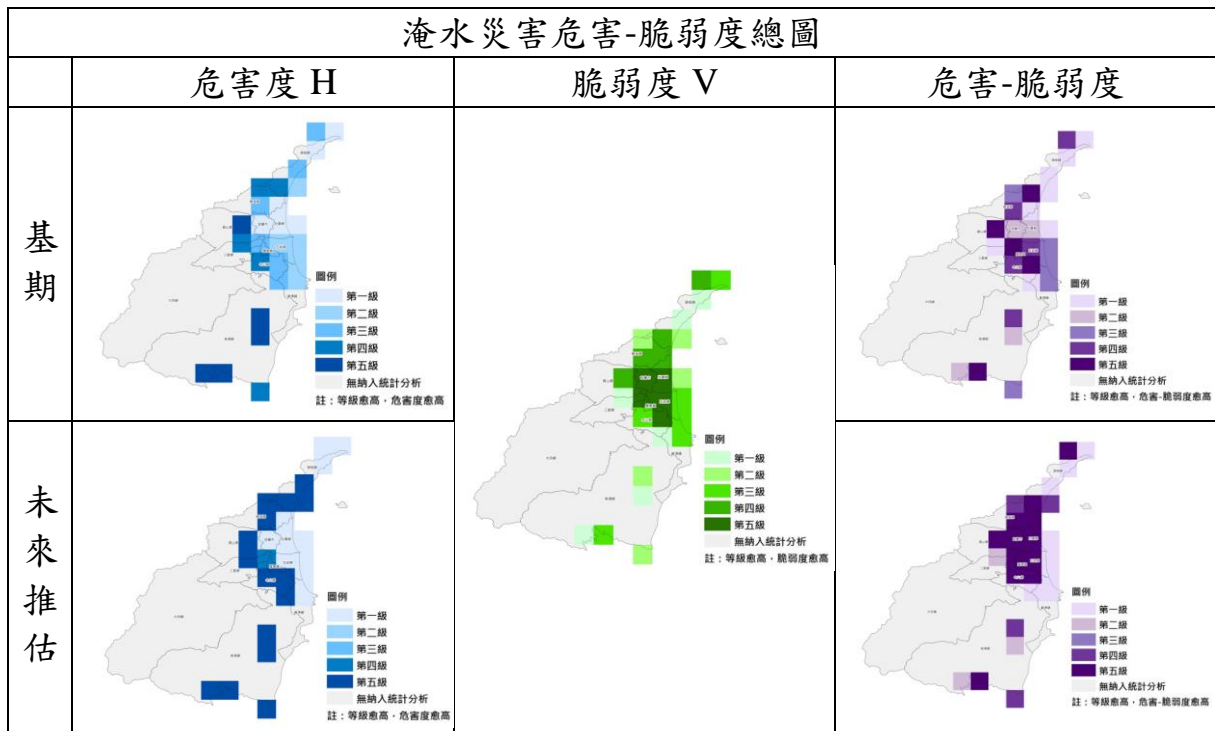 淹水災害危害-脆弱度總圖
危害度 H
脆弱度 V
危害-脆弱度
基期
圖例
第一級
第二級
第三級
第四級
第五級
無納入統計分析
註：等級愈高，危害度愈高
圖例
第一級
第二級
第三級
第四級
第五級
無納入統計分析
註：等級愈高，脆弱度愈高
圖例
第一級
第二級
第三級
第四級
第五級
無納入統計分析
註：等級愈高，危害-脆弱度愈高
未來推估
圖例
第一級
第二級
第三級
第四級
第五級
無納入統計分析
註：等級愈高，危害度愈高
圖例
第一級
第二級
第三級
第四級
第五級
無納入統計分析
註：等級愈高，危害-脆弱度愈高